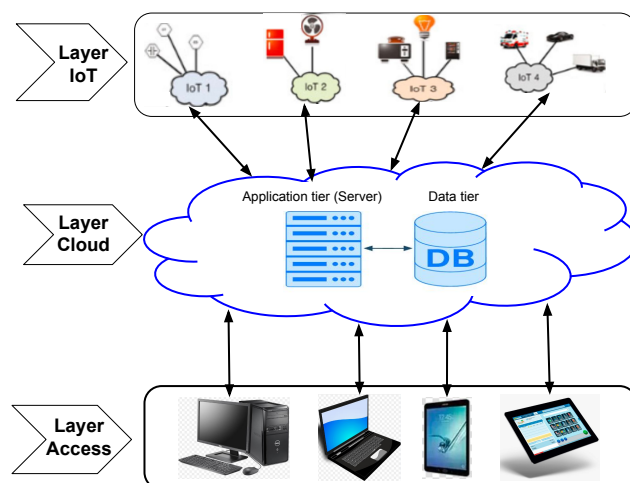 Layer
IoT
IoT 1
IoT 2
IoT 3
IoT 4
Layer
Cloud
Application tier (Server)
Data tier
DB
Layer
Access